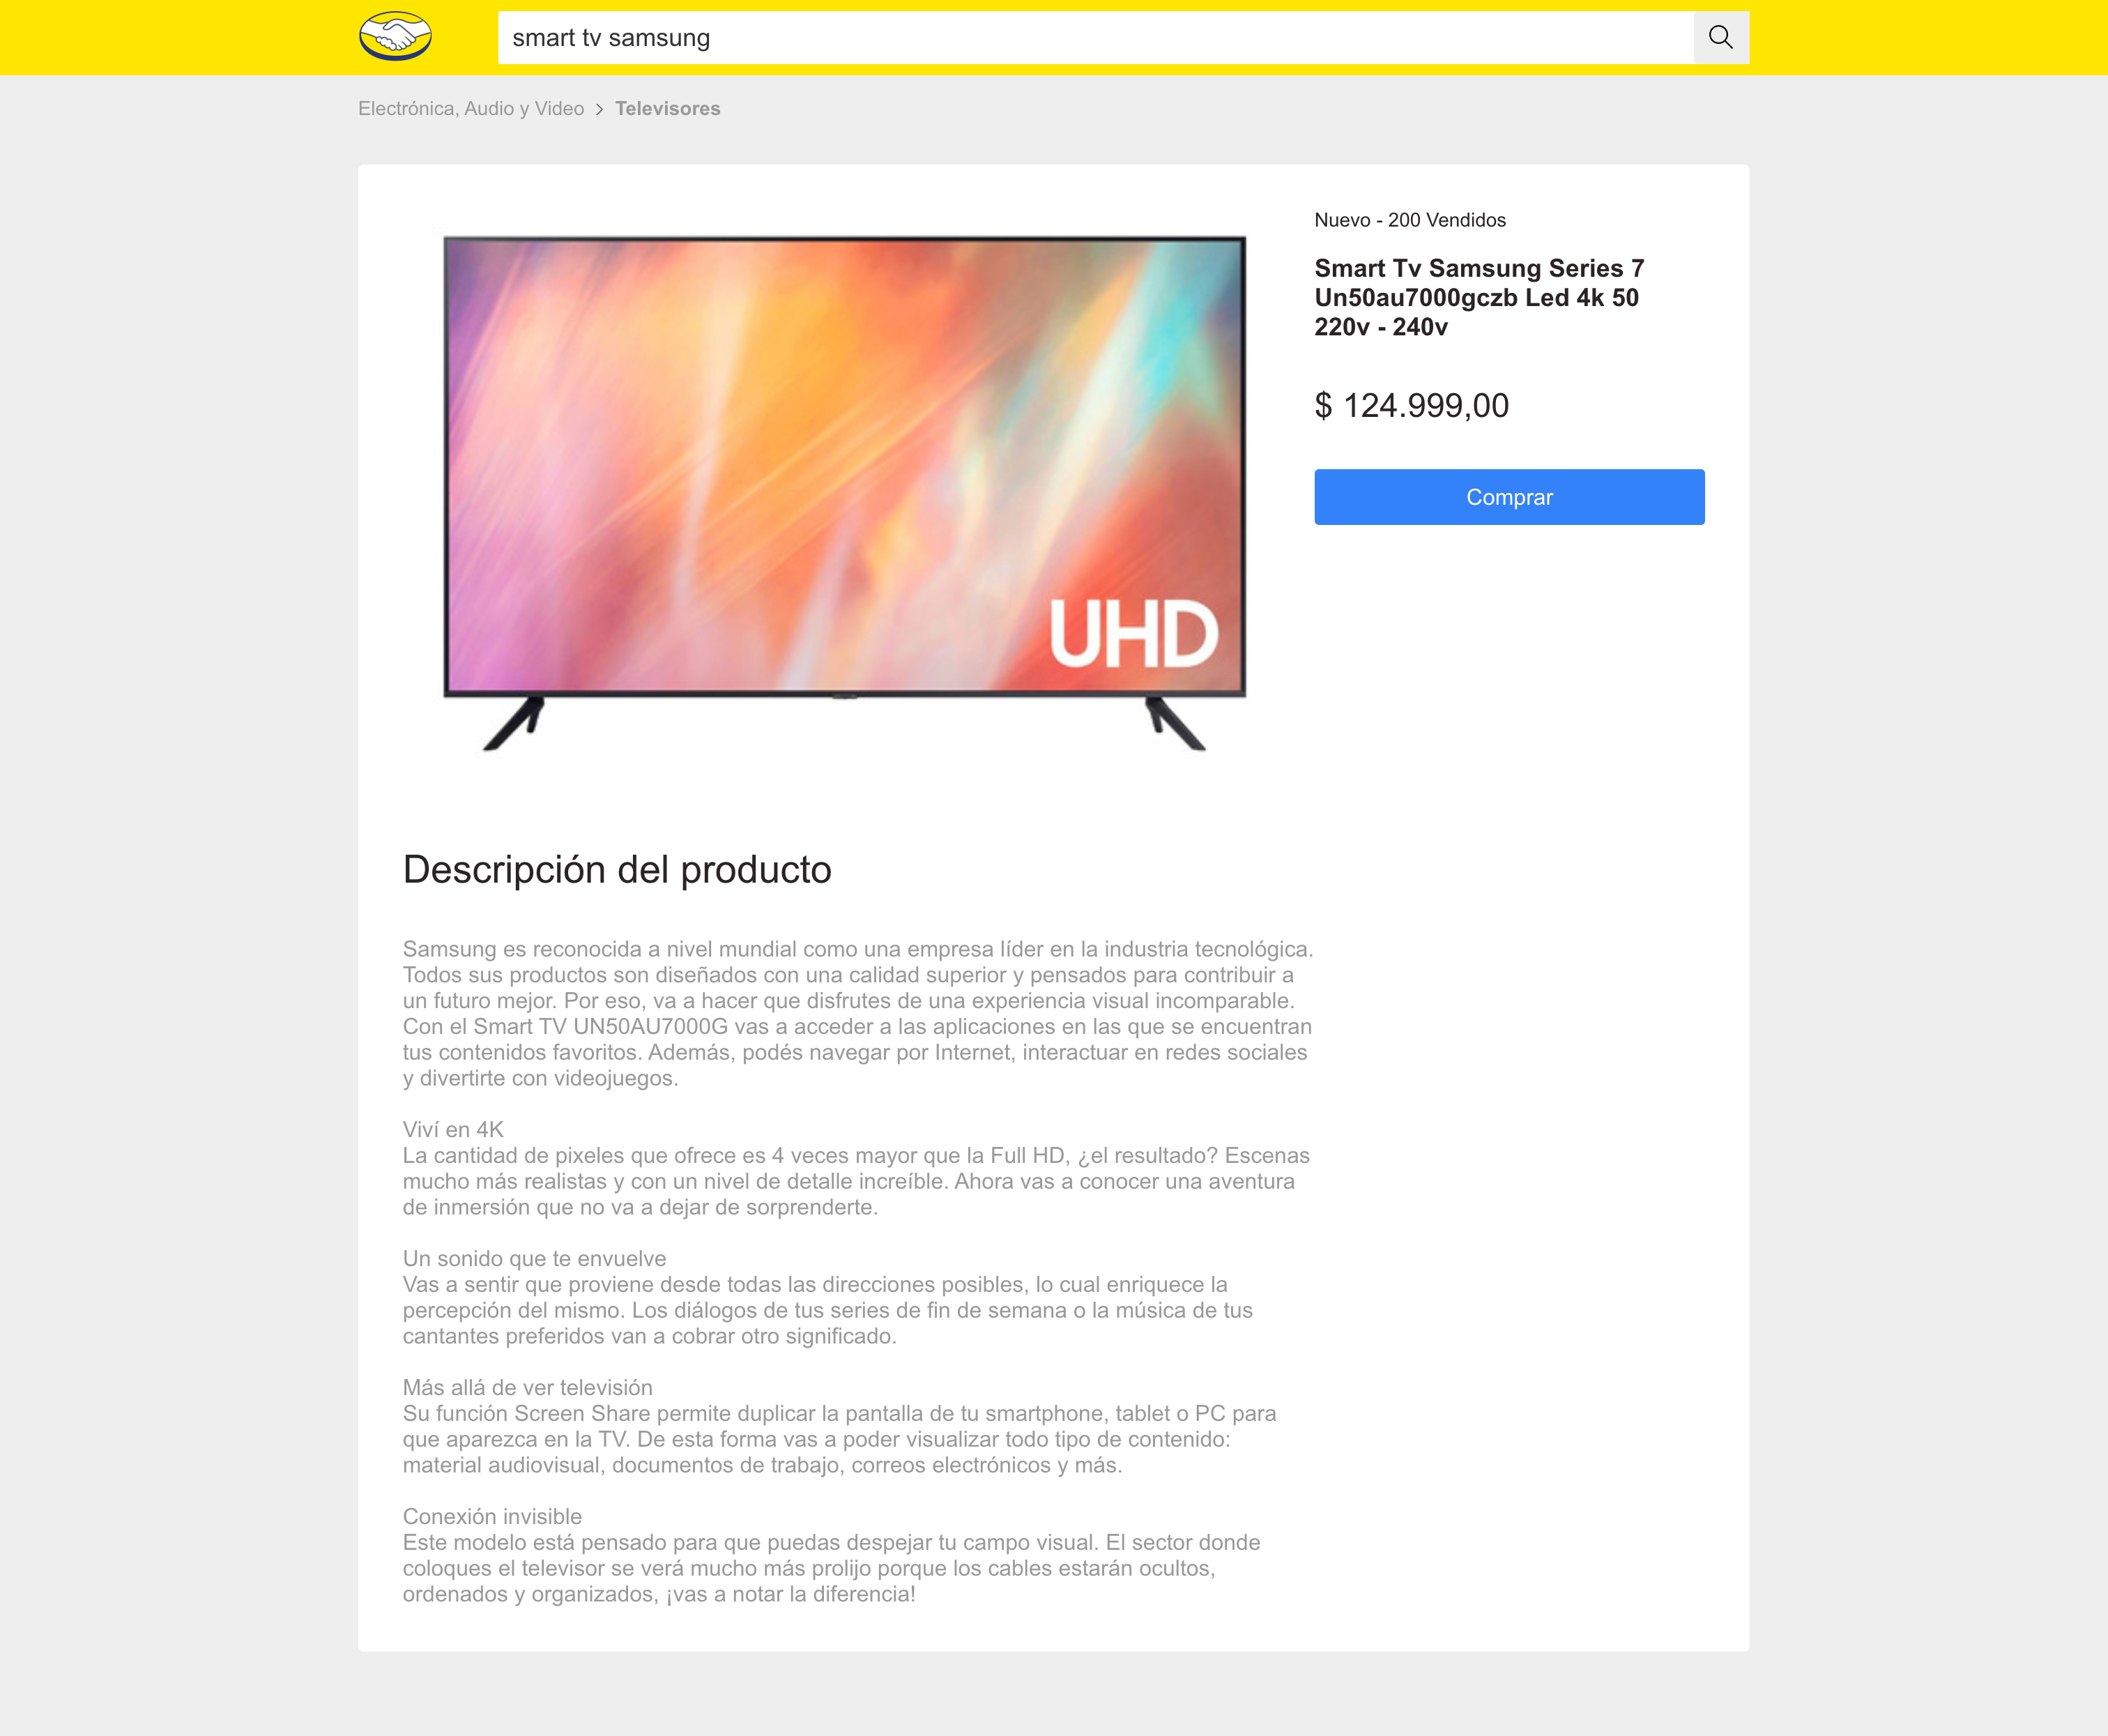 smart tv samsung
Electrónica, Audio y Video > Televisores
Nuevo - 200 Vendidos
Smart Tv Samsung Series 7
Un50au7000gczb Led 4k 50
220v - 240v
$ 124.999,00
Comprar
UHD
Descripción del producto
Samsung es reconocida a nivel mundial como una empresa líder en la industria tecnológica.
Todos sus productos son diseñados con una calidad superior y pensados para contribuir a
un futuro mejor. Por eso, va a hacer que disfrutes de una experiencia visual incomparable.
Con el Smart TV UN50AU7000G vas a acceder a las aplicaciones en las que se encuentran
tus contenidos favoritos. Además, podés navegar por Internet, interactuar en redes sociales
y divertirte con videojuegos.
Viví en 4K
La cantidad de pixeles que ofrece es 4 veces mayor que la Full HD, ¿el resultado? Escenas
mucho más realistas y con un nivel de detalle increíble. Ahora vas a conocer una aventura
de inmersión que no va a dejar de sorprenderte.
Un sonido que te envuelve
Vas a sentir que proviene desde todas las direcciones posibles, lo cual enriquece la
percepción del mismo. Los diálogos de tus series de fin de semana o la música de tus
cantantes preferidos van a cobrar otro significado.
Más allá de ver televisión
Su función Screen Share permite duplicar la pantalla de tu smartphone, tablet o PC para
que aparezca en la TV. De esta forma vas a poder visualizar todo tipo de contenido:
material audiovisual, documentos de trabajo, correos electrónicos y más.
Conexión invisible
Este modelo está pensado para que puedas despejar tu campo visual. El sector donde
coloques el televisor se verá mucho más prolijo porque los cables estarán ocultos,
ordenados y organizados, ¡vas a notar la diferencia!